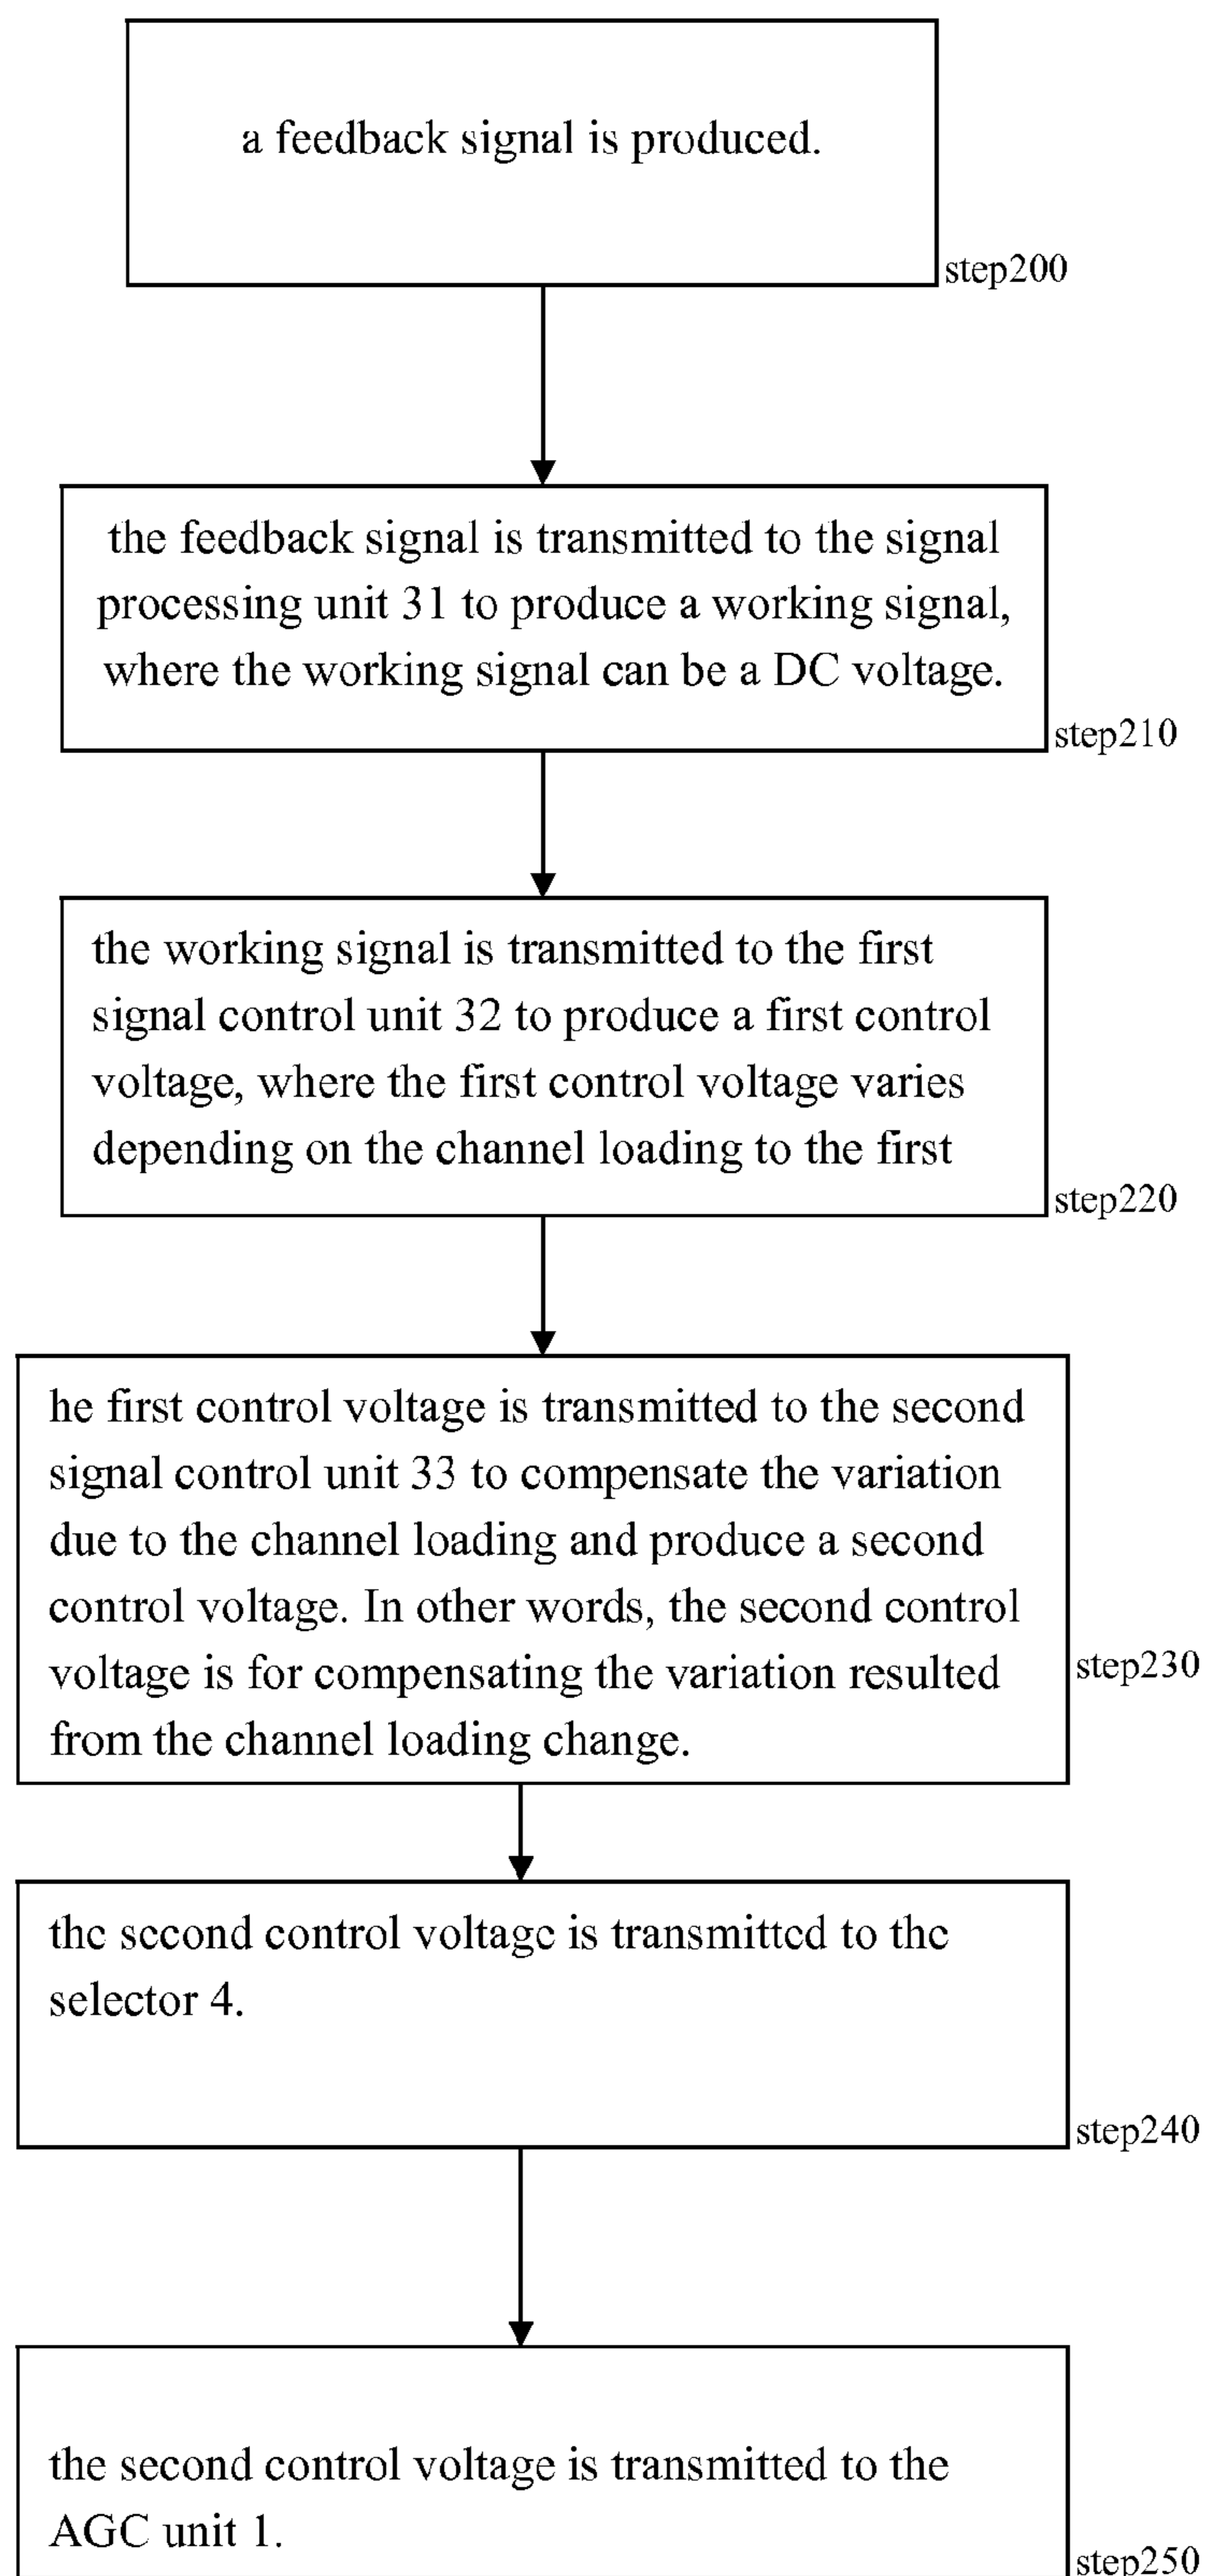 a feedback signal is produced.
step200
the feedback signal is transmitted to the signal
processing unit 31 to produce a working signal,
where the working signal can be a DC voltage.
step210
the working signal is transmitted to the first
signal control unit 32 to produce a first control
voltage, where the first control voltage varies
depending on the channel loading to the first
step220
he first control voltage is transmitted to the second
signal control unit 33 to compensate the variation
due to the channel loading and produce a second
control voltage. In other words, the second control
voltage is for compensating the variation resulted
from the channel loading change.
step230
the second control voltage is transmitted to the
selector 4.
step240
the second control voltage is transmitted to the
AGC unit 1.
step250